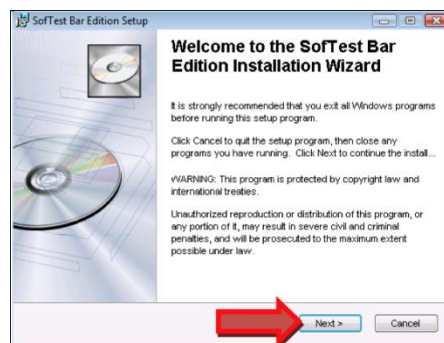 SofTest Bar Edition Setup
Welcome to the SofTest Bar
Edition Installation Wizard
It is strongly recommended that you exit all Windows programs
before running this setup program.
Click Cancel to quit the setup program, then close any
programs you have running. Click Next to continue the install...
WARNING: This program is protected by copyright law and
international treaties.
Unauthorized reproduction or distribution of this program, or
any portion of it, may result in severe civil and criminal
penalties, and will be prosecuted to the maximum extent
possible under law.
Next > Cancel